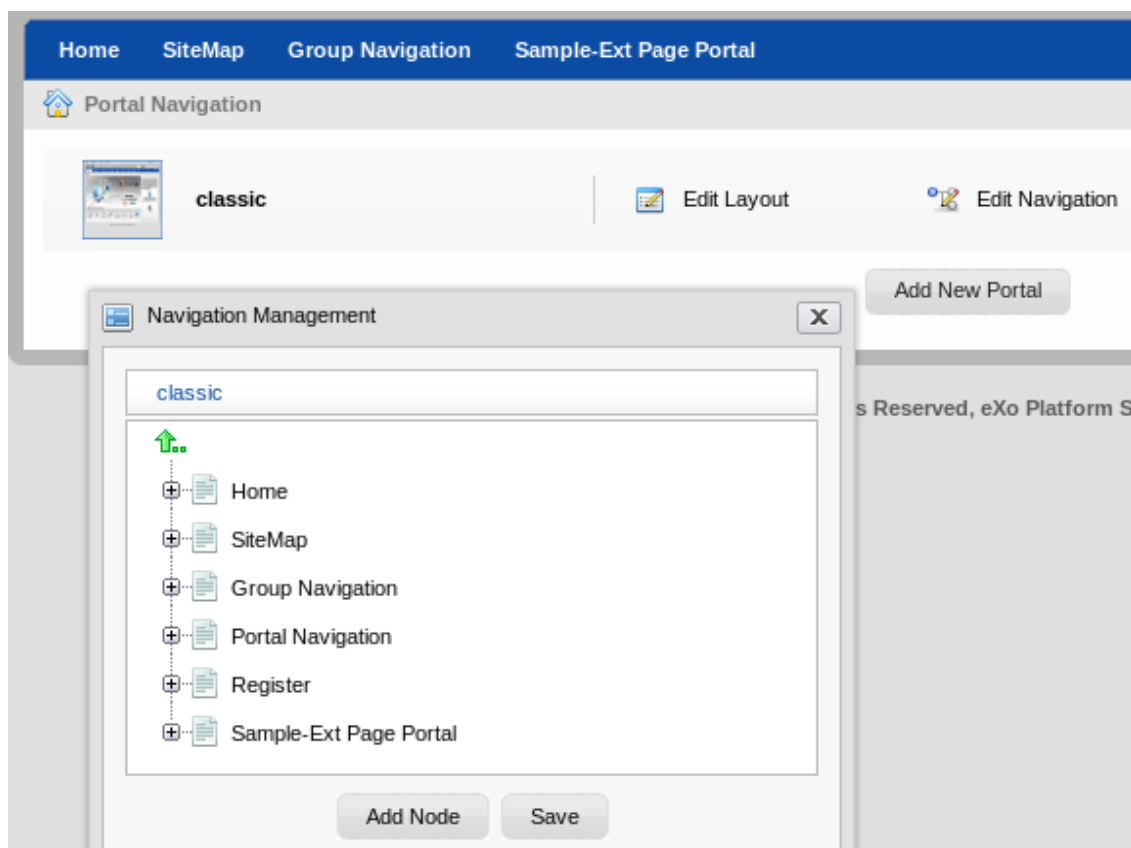 Home SiteMap Group Navigation Sample-Ext Page Portal
Portal Navigation
classic Edit Layout Edit Navigation
Add New Portal
Navigation Management
classic
s Reserved, eXo Platform S
Home
SiteMap
Group Navigation
Portal Navigation
Register
Sample-Ext Page Portal
Add Node Save